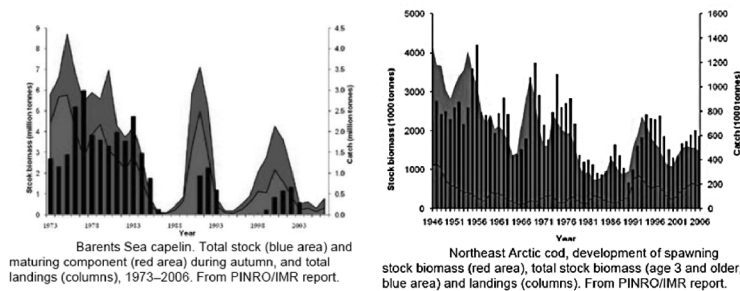 Stock biomass (million tonnes)
9
8
7
6
5
4
3
2
1
0
4.5
4.0
3.5
3.0
2.5
2.0
1.5
1.0
0.5
0.0
Catch (million tonnes)
1973 1978 1983 1988 1993 1998 2003
Year
Barents Sea capelin. Total stock (blue area) and
maturing component (red area) during autumn, and total
landings (columns), 1973–2006. From PINRO/IMR report.
Stock biomass (1000 tonnes)
5000
4000
3000
2000
1000
0
1600
1400
1200
1000
800
600
400
200
0
Catch (1000 tonnes)
1946 1951 1956 1961 1966 1971 1976 1981 1986 1991 1996 2001 2006
Year
Northeast Arctic cod, development of spawning
stock biomass (red area), total stock biomass (age 3 and older,
blue area) and landings (columns). From PINRO/IMR report.